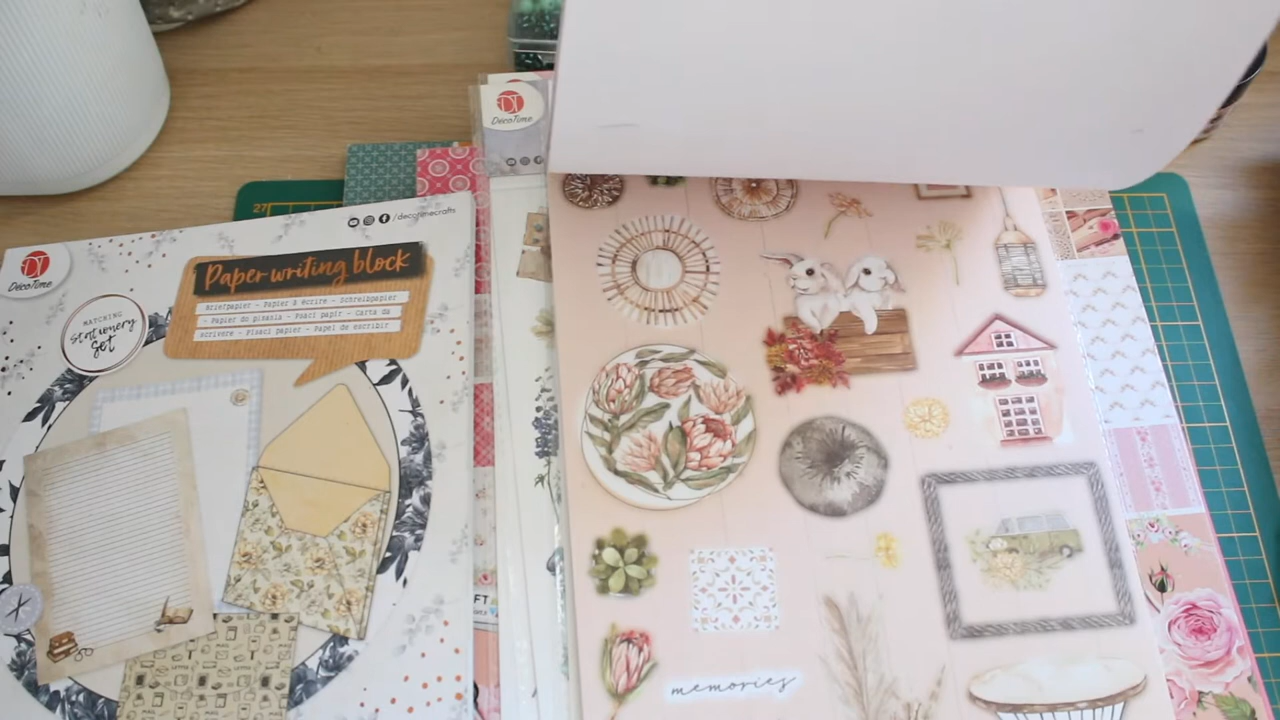 DécoTime
27
/decotimecrafts
DT
DécoTime
Paper writing block
Briefpapier - Papier à écrire - Schreibpapier
- Papier do pisania - Psací papír - Carta da
scrivere - Písací papier - Papel de escribir
MATCHING
Stationery
Set
memories